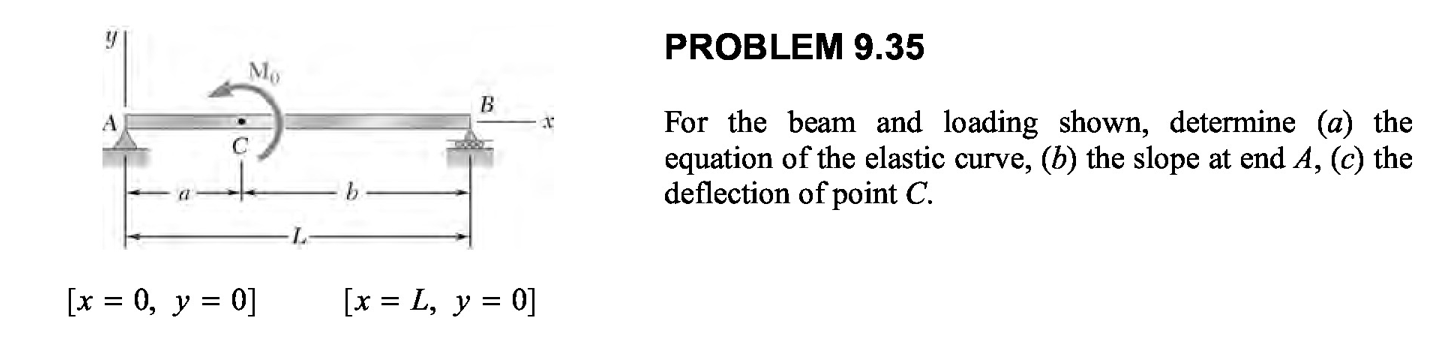 y
M₀
A
B
x
C
a
b
L
[x = 0, y = 0] [x = L, y = 0]
PROBLEM 9.35
For the beam and loading shown, determine (a) the
equation of the elastic curve, (b) the slope at end A, (c) the
deflection of point C.